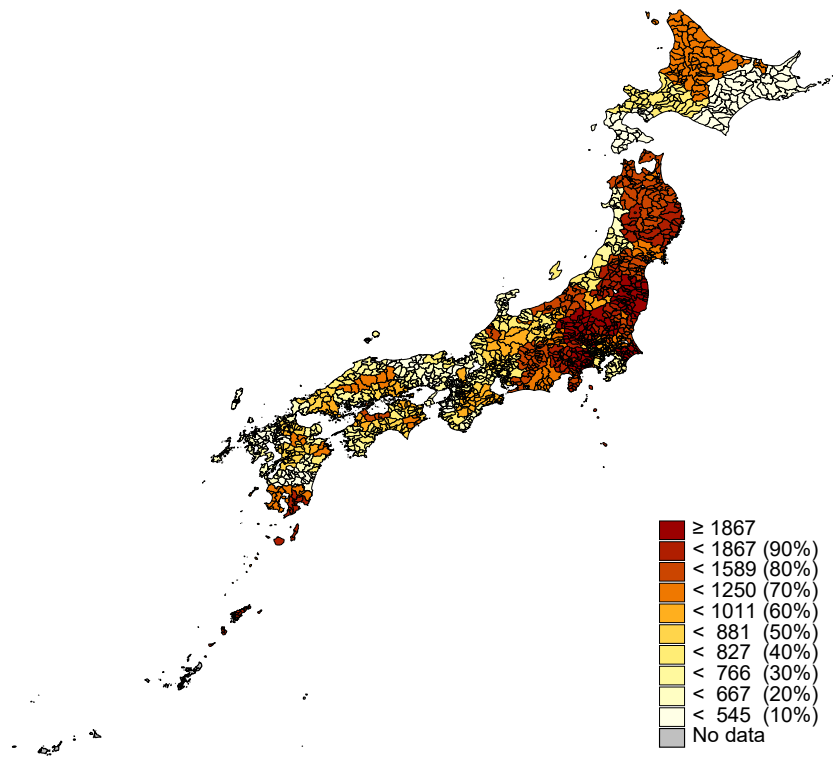 ≥ 1867
< 1867 (90%)
< 1589 (80%)
< 1250 (70%)
< 1011 (60%)
< 881 (50%)
< 827 (40%)
< 766 (30%)
< 667 (20%)
< 545 (10%)
No data